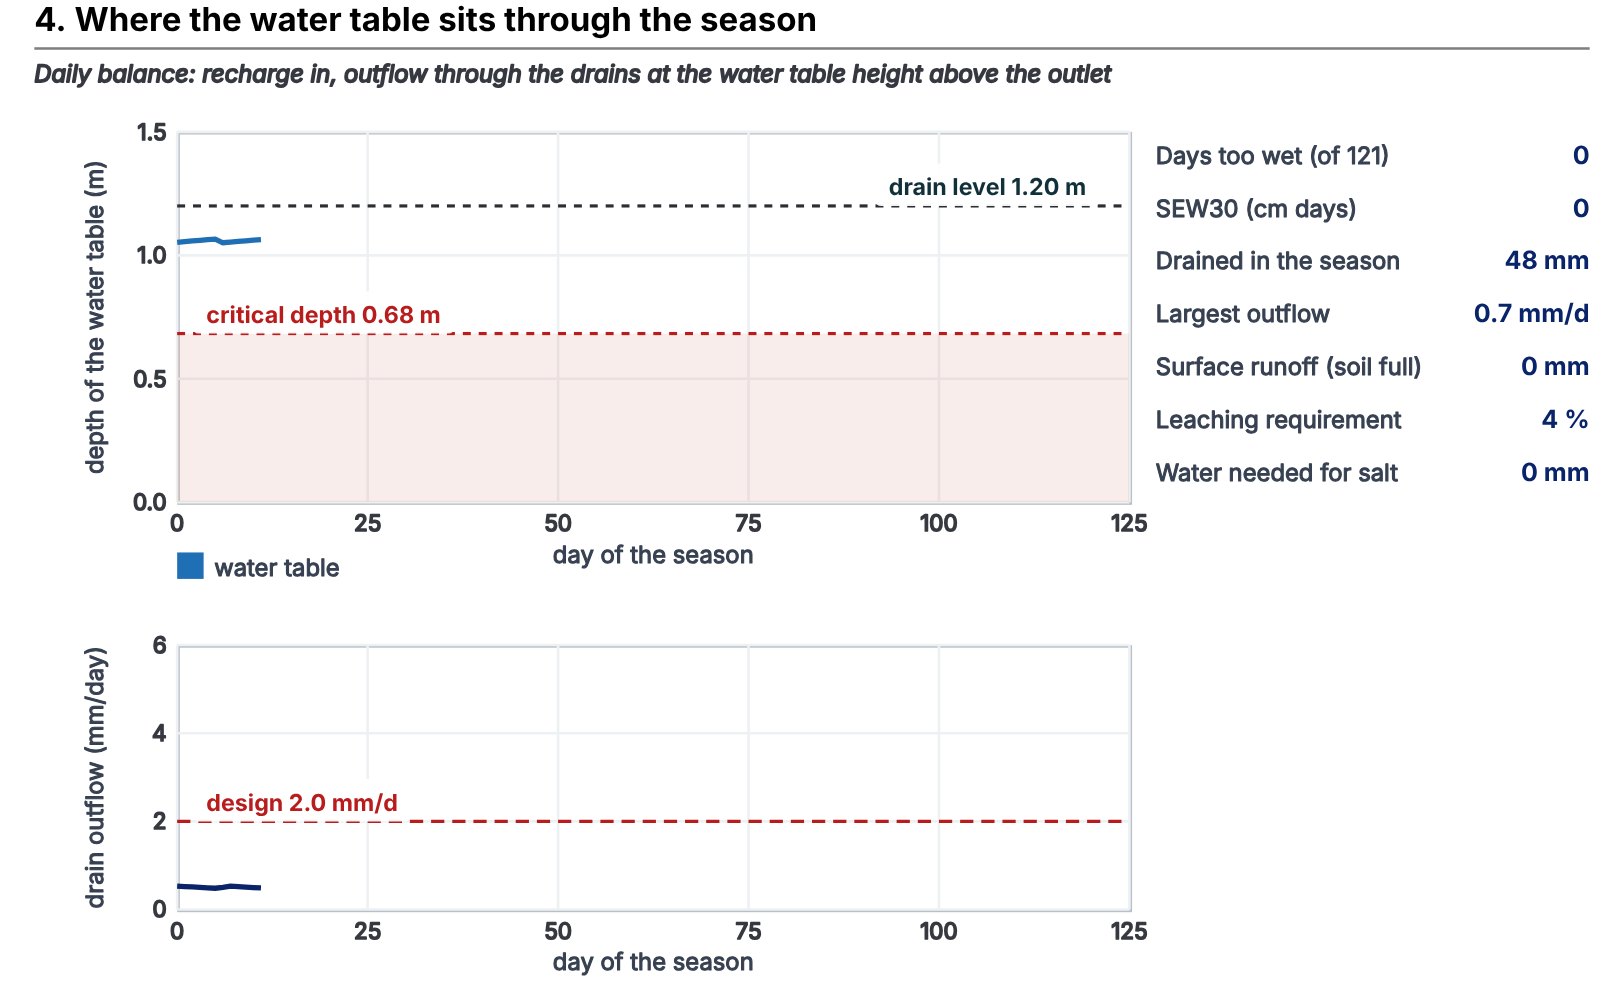 4. Where the water table sits through the season
Daily balance: recharge in, outflow through the drains at the water table height above the outlet
depth of the water table (m)
1.5
1.0
0.5
0.0
drain level 1.20 m
critical depth 0.68 m
0 25 50 75 100 125
day of the season
water table
Days too wet (of 121) 0
SEW30 (cm days) 0
Drained in the season 48 mm
Largest outflow 0.7 mm/d
Surface runoff (soil full) 0 mm
Leaching requirement 4 %
Water needed for salt 0 mm
drain outflow (mm/day)
6
4
2
0
design 2.0 mm/d
0 25 50 75 100 125
day of the season